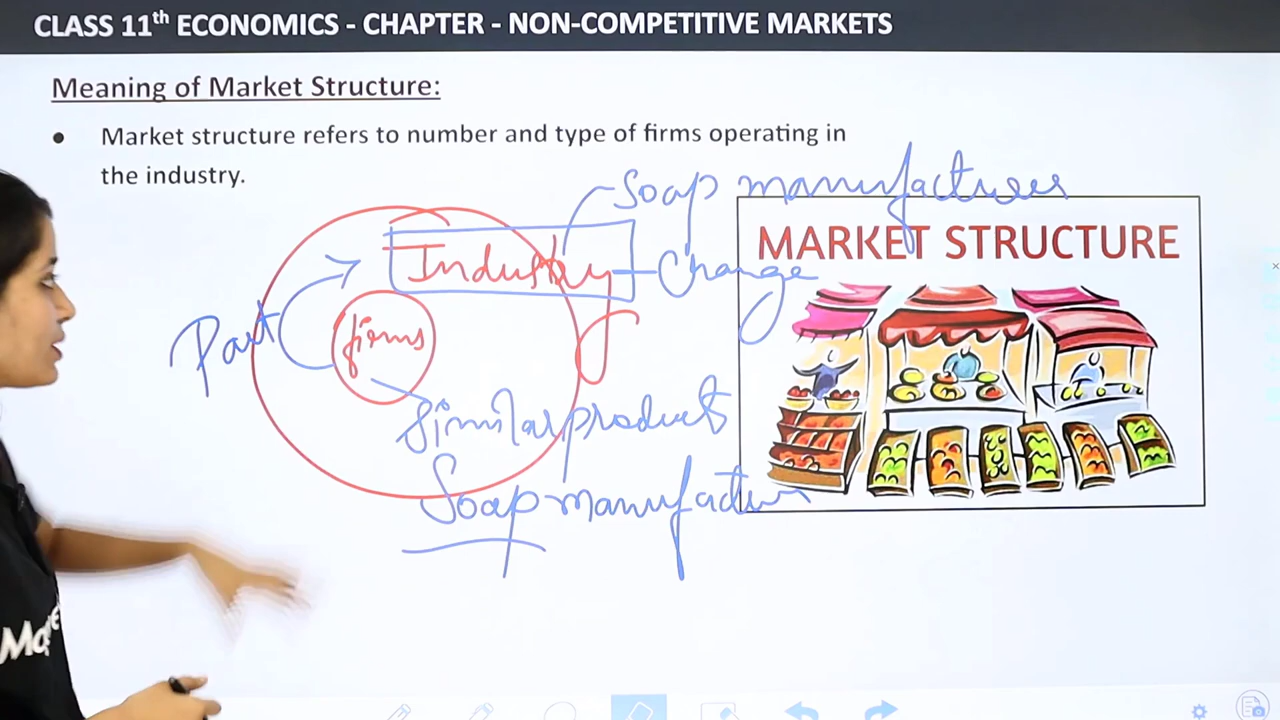 CLASS 11th ECONOMICS - CHAPTER - NON-COMPETITIVE MARKETS
Meaning of Market Structure:
• Market structure refers to number and type of firms operating in
the industry.
Soap manufacturers
MARKET STRUCTURE
Industry
Change
Part
firms
Similar products
Soap manufactur